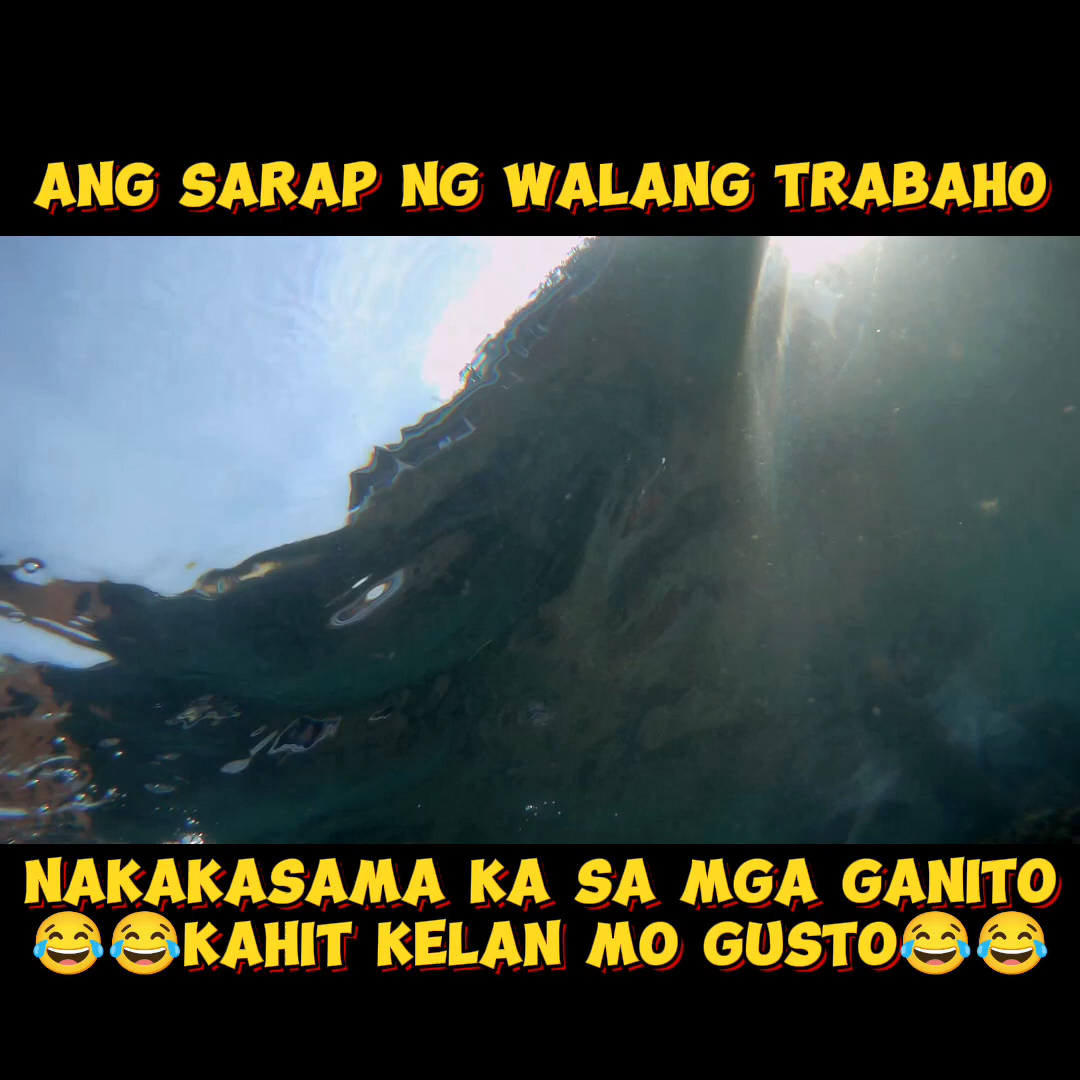 ANG SARAP NG WALANG TRABAHO
NAKAKASAMA KA SA MGA GANITO
😂😂KAHIT KELAN MO GUSTO😂😂